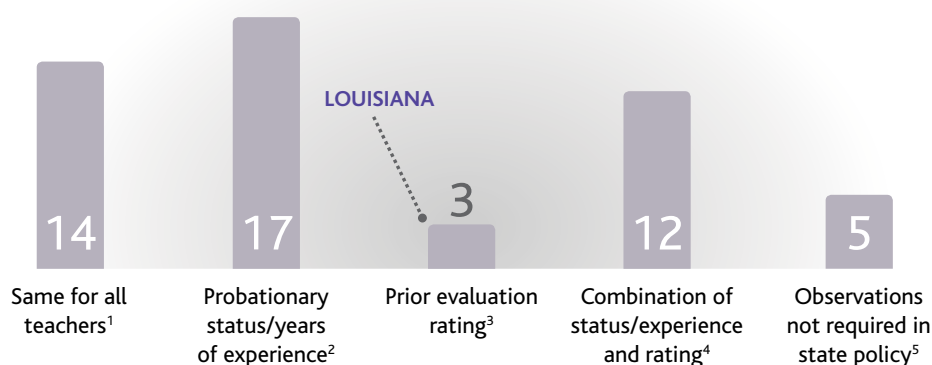 LOUISIANA
14
17
3
12
5
Same for all
teachers¹
Probationary
status/years
of experience²
Prior evaluation
rating³
Combination of
status/experience
and rating⁴
Observations
not required in
state policy⁵